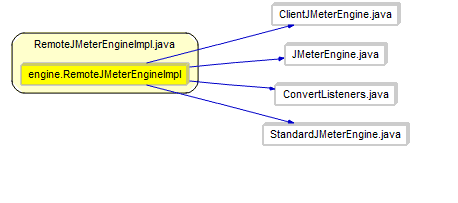 ClientJMeterEngine.java
RemoteJMeterEngineImpl.java
JMeterEngine.java
engine.RemoteJMeterEngineImpl
ConvertListeners.java
StandardJMeterEngine.java